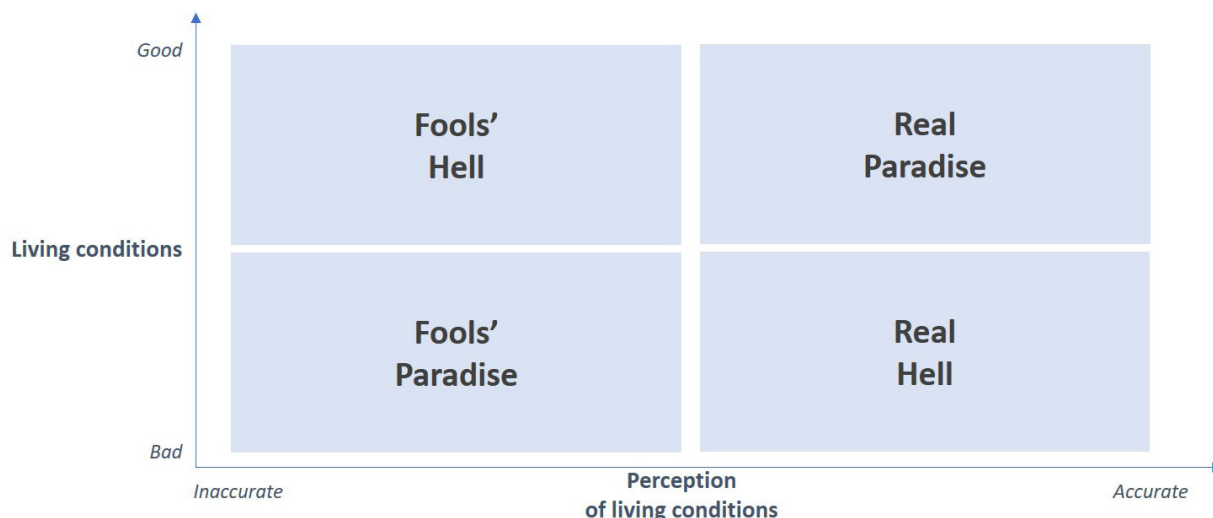 Good
Fools’
Hell
Real
Paradise
Living conditions
Fools’
Paradise
Real
Hell
Bad
Inaccurate
Perception
of living conditions
Accurate